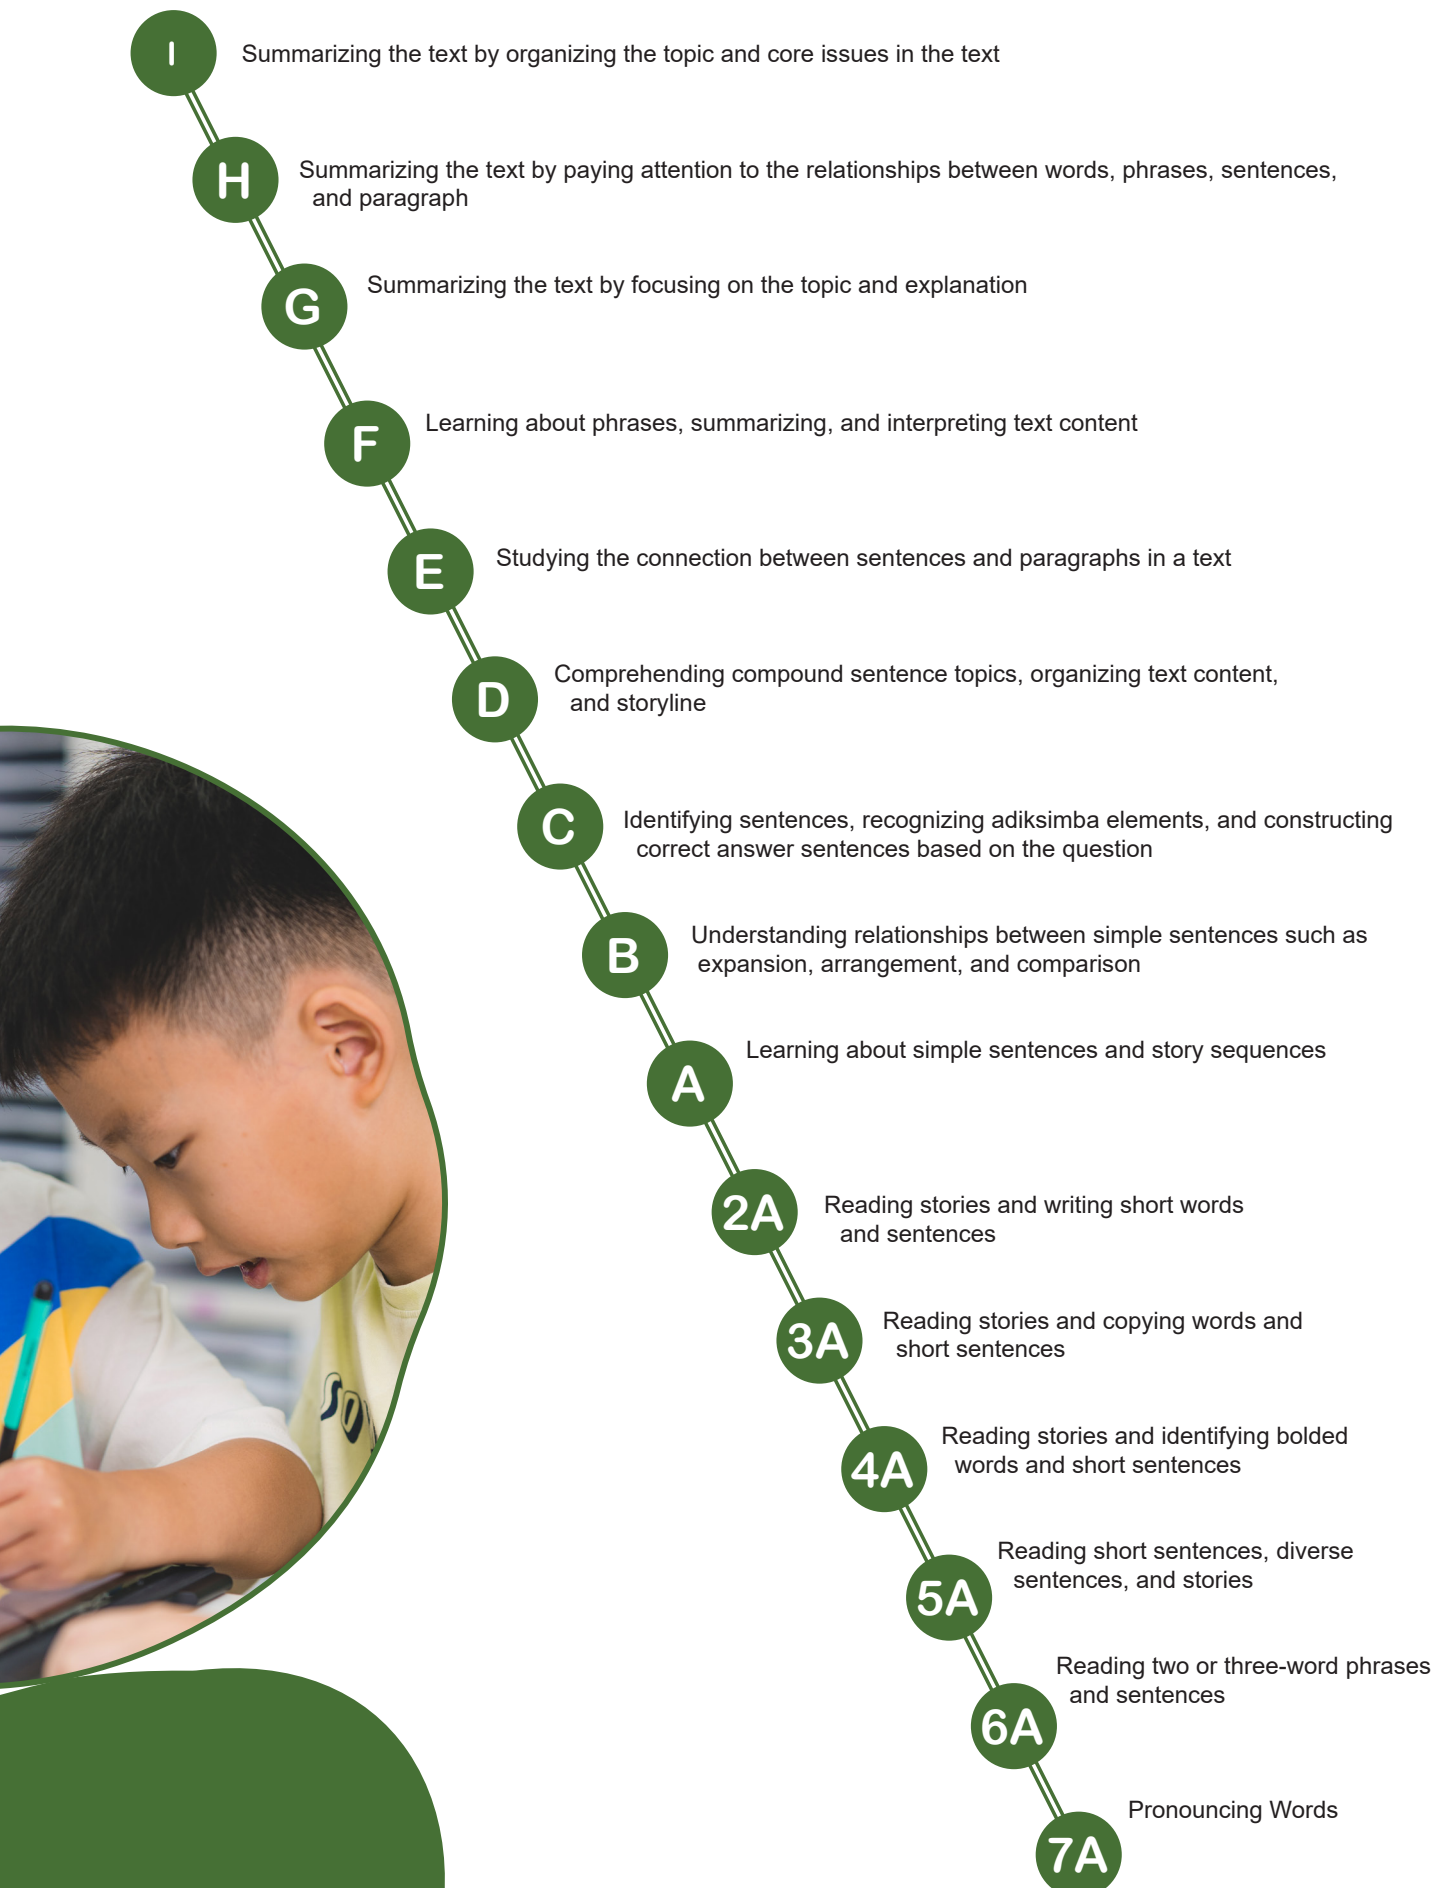 I
Summarizing the text by organizing the topic and core issues in the text
H
Summarizing the text by paying attention to the relationships between words, phrases, sentences,
and paragraph
G
Summarizing the text by focusing on the topic and explanation
F
Learning about phrases, summarizing, and interpreting text content
E
Studying the connection between sentences and paragraphs in a text
D
Comprehending compound sentence topics, organizing text content,
and storyline
C
Identifying sentences, recognizing adiksimba elements, and constructing
correct answer sentences based on the question
B
Understanding relationships between simple sentences such as
expansion, arrangement, and comparison
A
Learning about simple sentences and story sequences
2A
Reading stories and writing short words
and sentences
3A
Reading stories and copying words and
short sentences
4A
Reading stories and identifying bolded
words and short sentences
5A
Reading short sentences, diverse
sentences, and stories
6A
Reading two or three-word phrases
and sentences
7A
Pronouncing Words